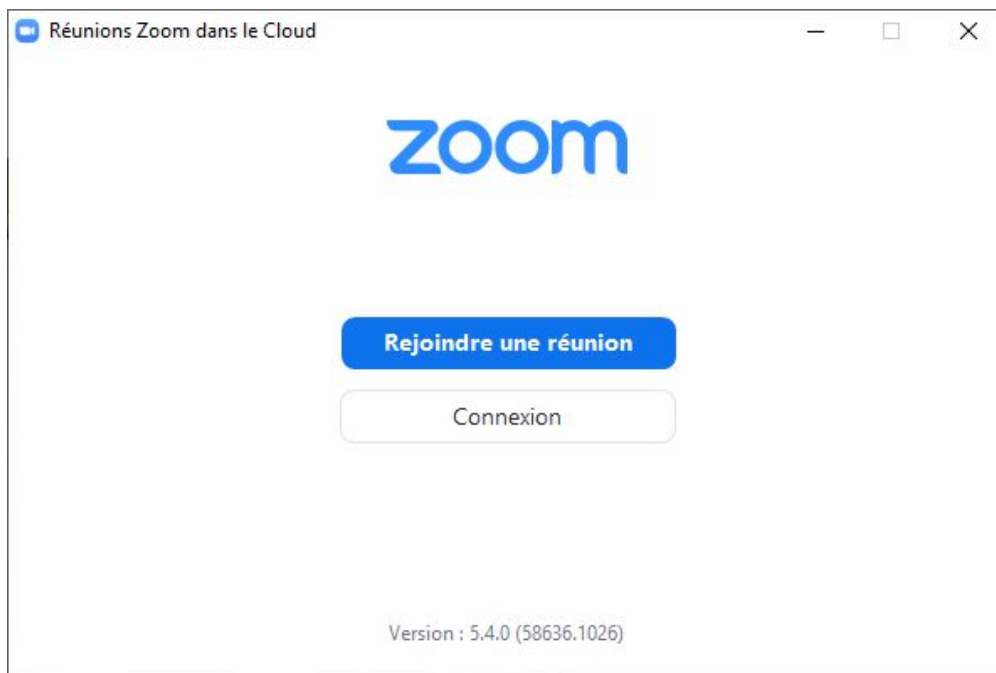 Réunions Zoom dans le Cloud
zoom
Rejoindre une réunion
Connexion
Version : 5.4.0 (58636.1026)